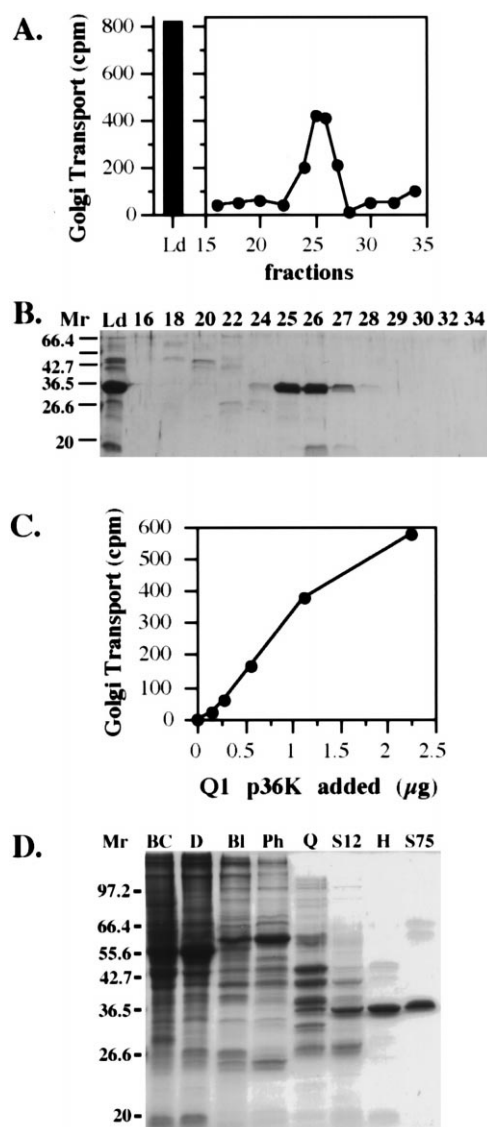 A.
Golgi Transport (cpm)
800
600
400
200
0
Ld 15 20 25 30 35
fractions
B. Mr Ld 16 18 20 22 24 25 26 27 28 29 30 32 34
66.4
42.7
36.5
26.6
20
C.
Golgi Transport (cpm)
600
500
400
300
200
100
0
0 0.5 1 1.5 2 2.5
Q1 p36K added (µg)
D. Mr BC D Bl Ph Q S12 H S75
97.2
66.4
55.6
42.7
36.5
26.6
20